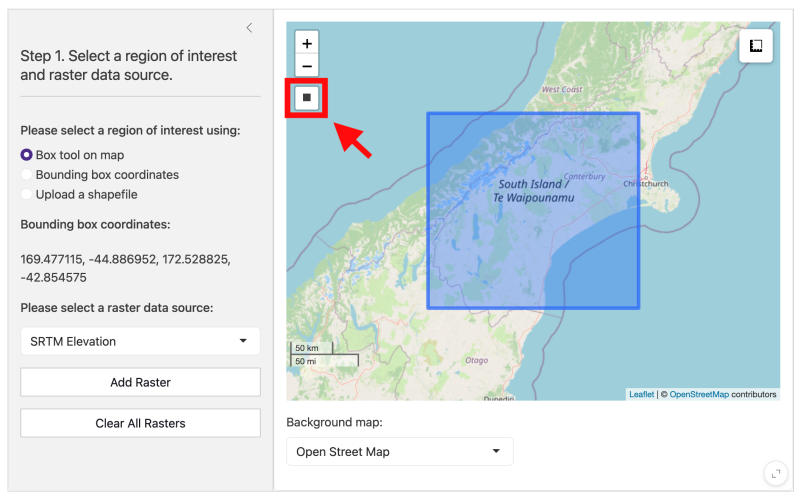 Step 1. Select a region of interest
and raster data source.
Please select a region of interest using:
Box tool on map
Bounding box coordinates
Upload a shapefile
Bounding box coordinates:
169.477115, -44.886952, 172.528825,
-42.854575
Please select a raster data source:
SRTM Elevation
Add Raster
Clear All Rasters
+
−
West Coast
South Island /
Te Waipounamu
Canterbury
Christchurch
50 km
50 mi
Otago
Dunedin
Leaflet | © OpenStreetMap contributors
Background map:
Open Street Map